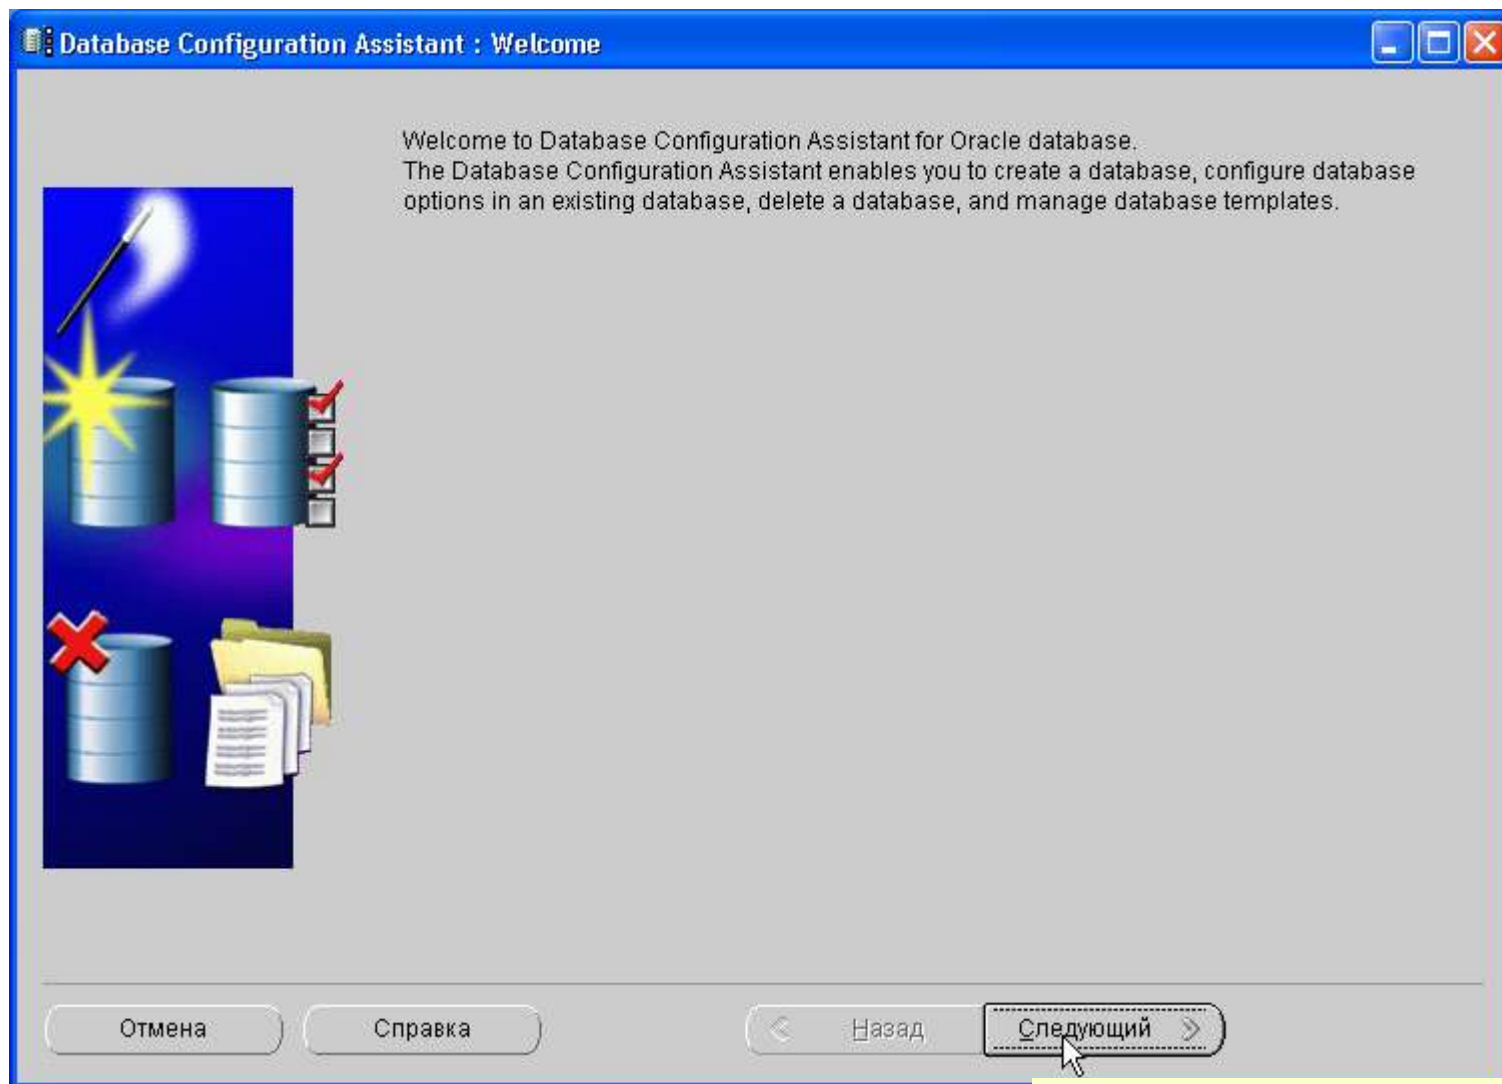 Database Configuration Assistant : Welcome
Welcome to Database Configuration Assistant for Oracle database.
The Database Configuration Assistant enables you to create a database, configure database
options in an existing database, delete a database, and manage database templates.
Отмена
Справка
Назад
Следующий